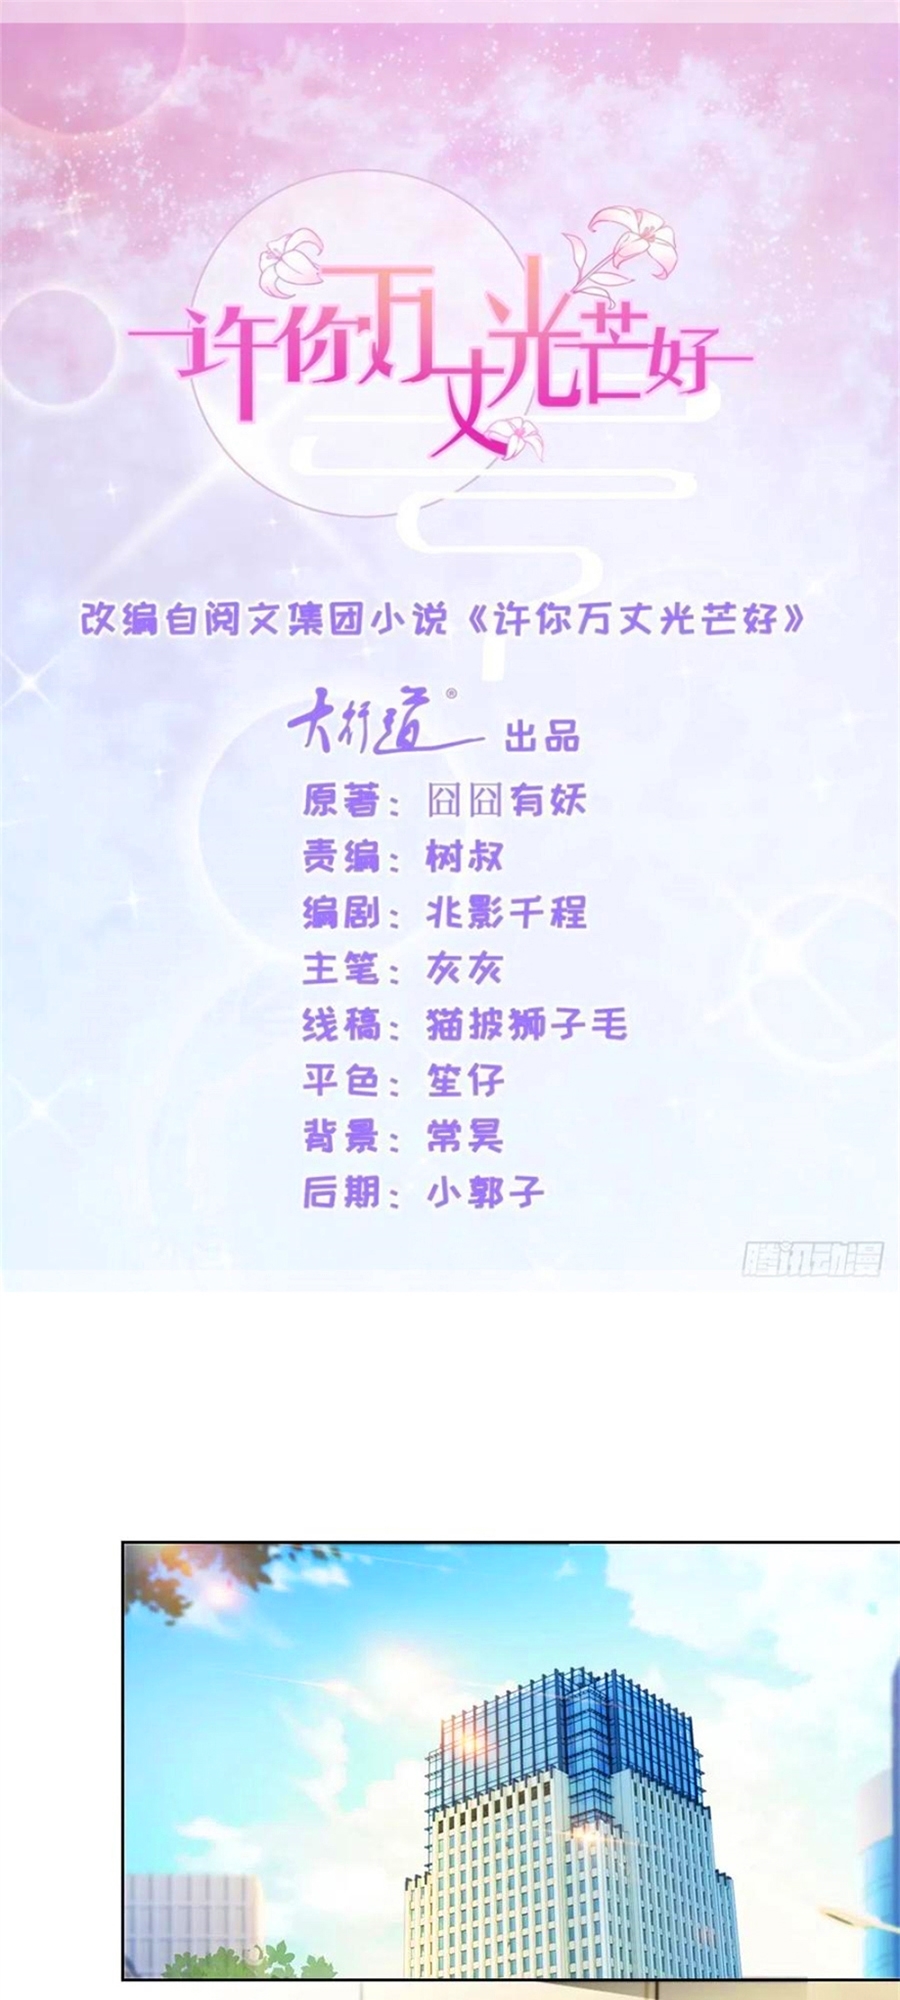 许你万丈光芒好
改编自阅文集团小说《许你万丈光芒好》
大行道® 出品
原著：囧囧有妖
责编：树叔
编剧：兆影千程
主笔：灰灰
线稿：猫披狮子毛
平色：笙仔
背景：常昊
后期：小郭子
腾讯动漫